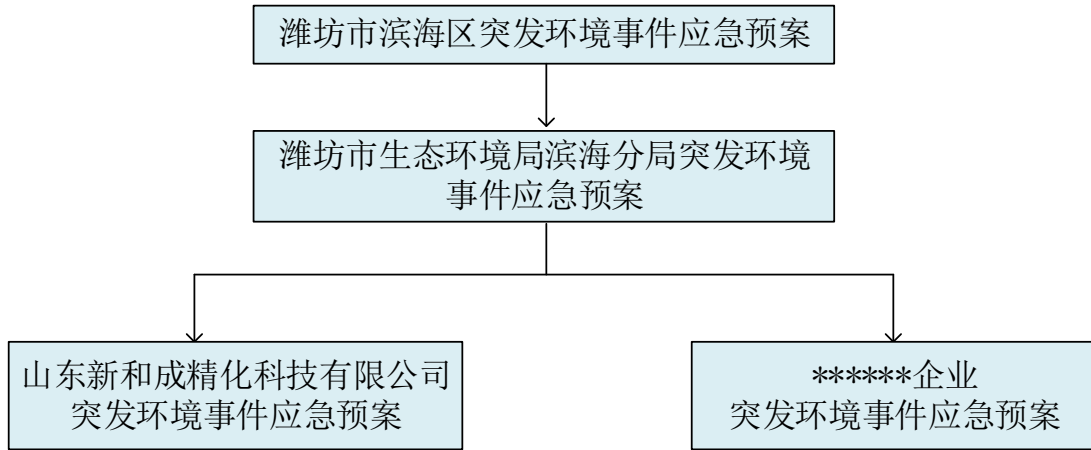 潍坊市滨海区突发环境事件应急预案
潍坊市生态环境局滨海分局突发环境
事件应急预案
山东新和成精化科技有限公司
突发环境事件应急预案
******企业
突发环境事件应急预案